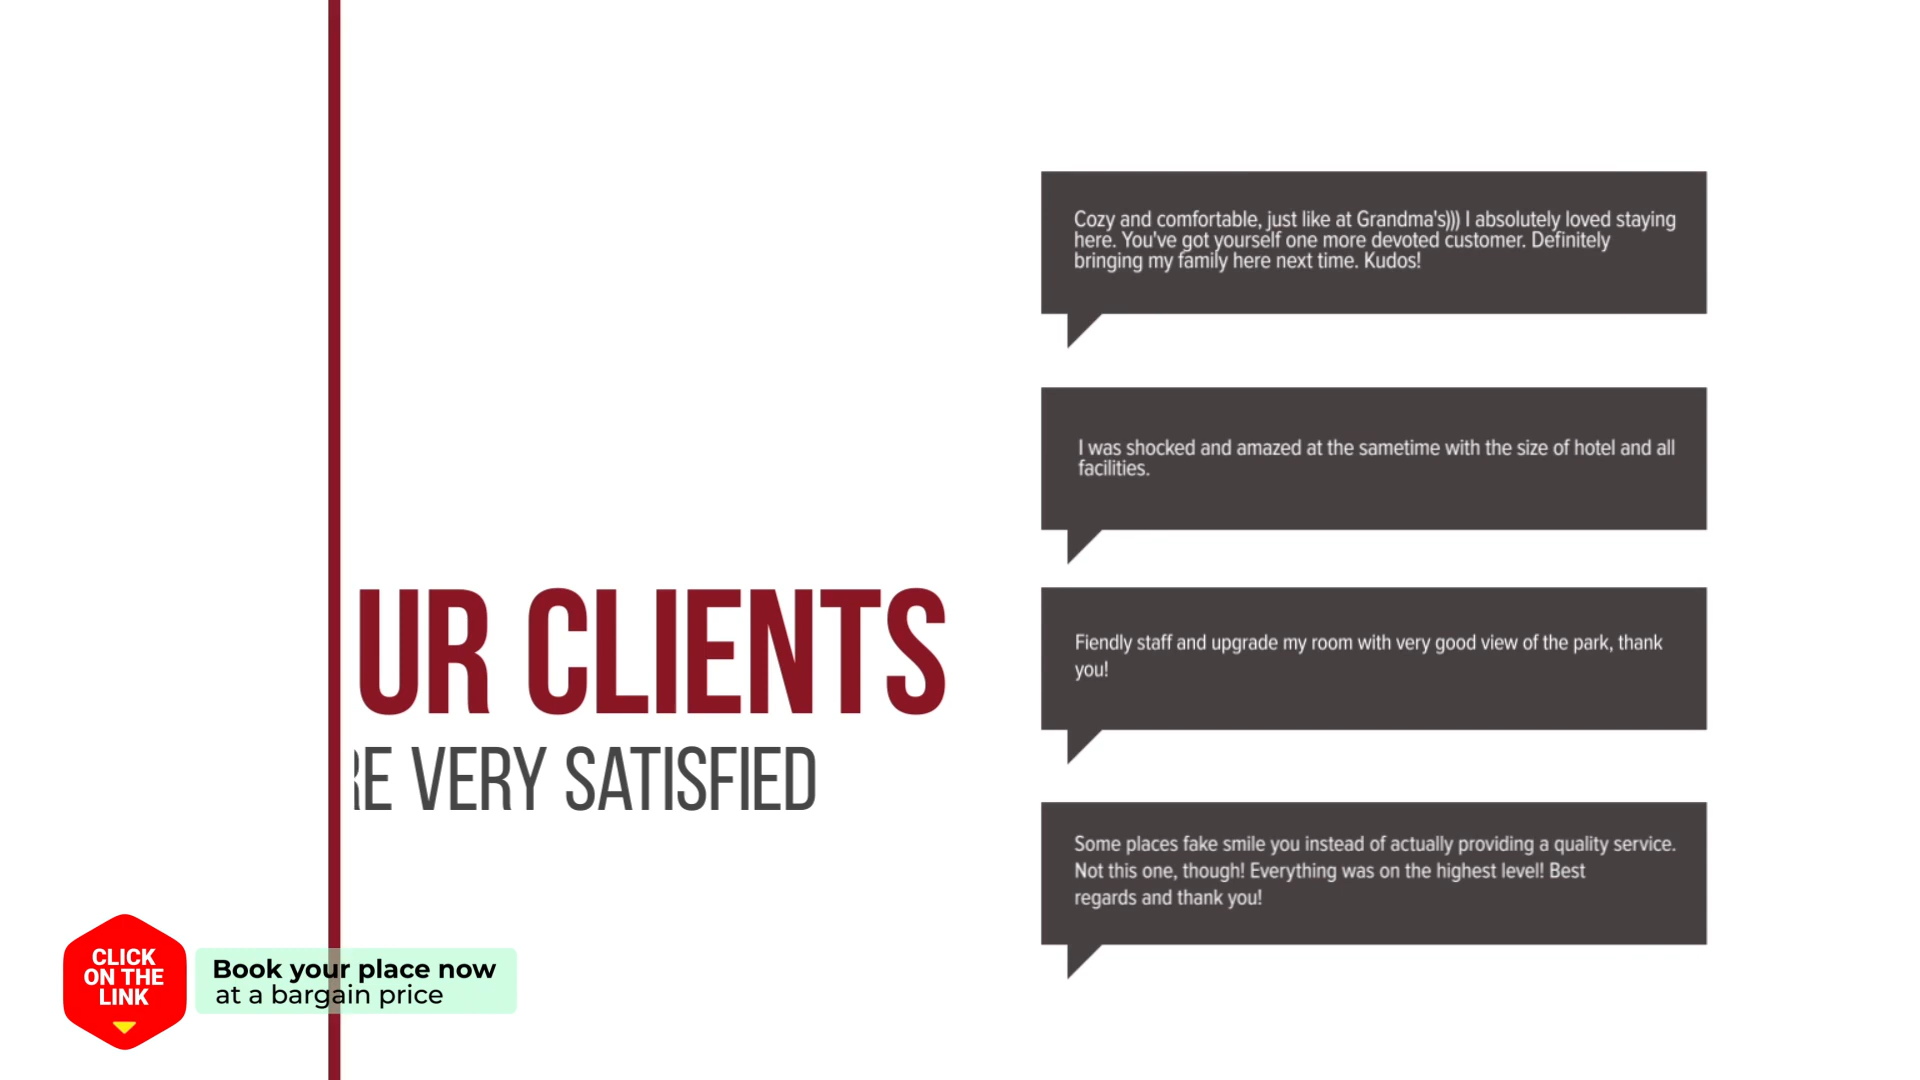 Cozy and comfortable, just like at Grandma's))) I absolutely loved staying
here. You've got yourself one more devoted customer. Definitely
bringing my family here next time. Kudos!
I was shocked and amazed at the sametime with the size of hotel and all
facilities.
UR CLIENTS
RE VERY SATISFIED
Fiendly staff and upgrade my room with very good view of the park, thank
you!
Some places fake smile you instead of actually providing a quality service.
Not this one, though! Everything was on the highest level! Best
regards and thank you!
CLICK
ON THE
LINK
Book your place now
at a bargain price